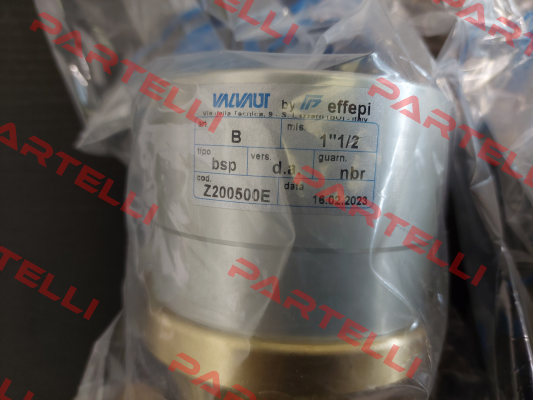 VALVAUT by effepi
B
mis. 1"1/2
tipo bsp vers. d.a. guarn. nbr
cod. Z200500E data 16.02.2023
PARTELLI
PARTELLI
PARTELLI
PARTELLI
PARTELLI
PARTELLI